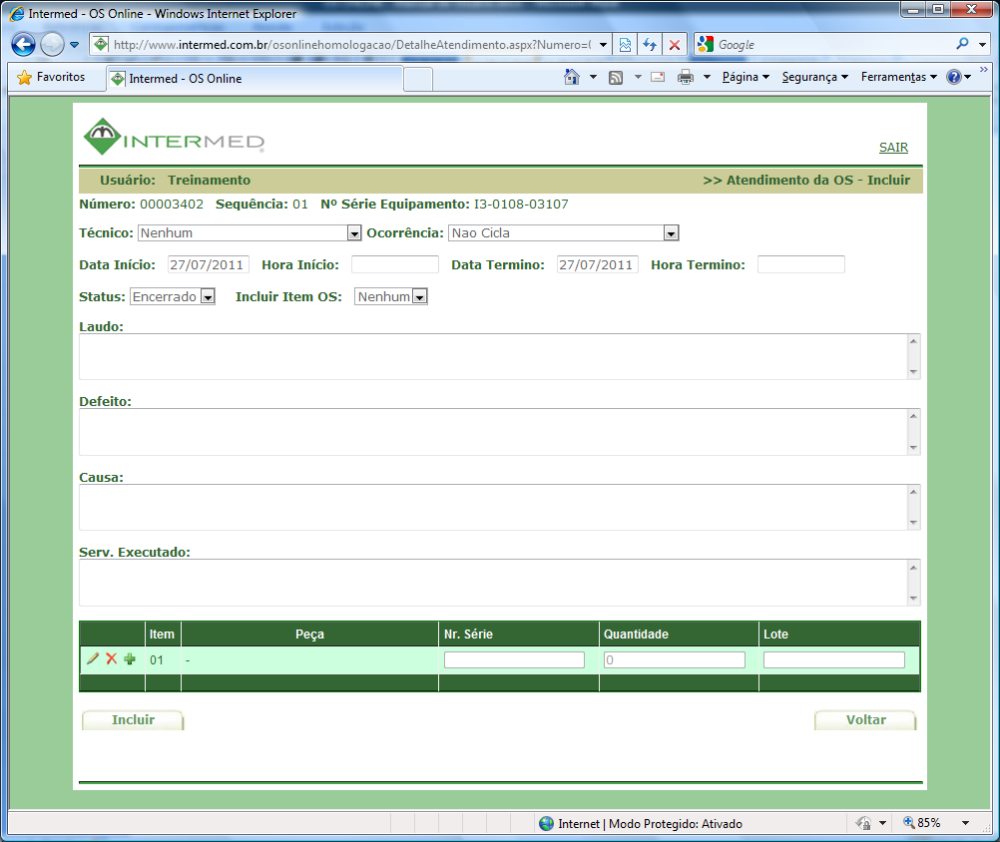 Intermed - OS Online - Windows Internet Explorer
http://www.intermed.com.br/osonlinehomologacao/DetalheAtendimento.aspx?Numero=(
Google
Favoritos
Intermed - OS Online
Página
Segurança
Ferramentas
INTERMED
SAIR
Usuário: Treinamento
>> Atendimento da OS - Incluir
Número: 00003402 Sequência: 01 Nº Série Equipamento: I3-0108-03107
Técnico: Nenhum Ocorrência: Nao Cicla
Data Início: 27/07/2011 Hora Início: Data Termino: 27/07/2011 Hora Termino:
Status: Encerrado Incluir Item OS: Nenhum
Laudo:
Defeito:
Causa:
Serv. Executado:
Item Peça Nr. Série Quantidade Lote
01 - 0
Incluir
Voltar
Internet | Modo Protegido: Ativado
85%